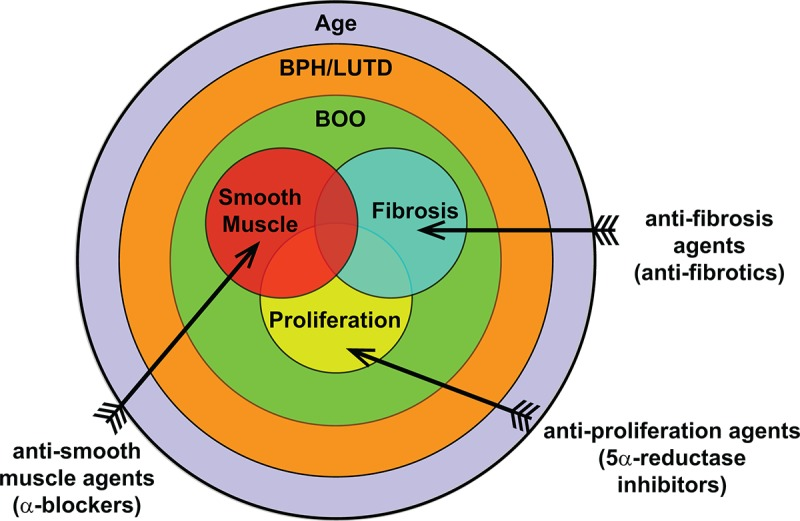 Age
BPH/LUTD
BOO
Smooth
Muscle
Fibrosis
Proliferation
anti-fibrosis
agents
(anti-fibrotics)
anti-smooth
muscle agents
(α-blockers)
anti-proliferation agents
(5α-reductase
inhibitors)